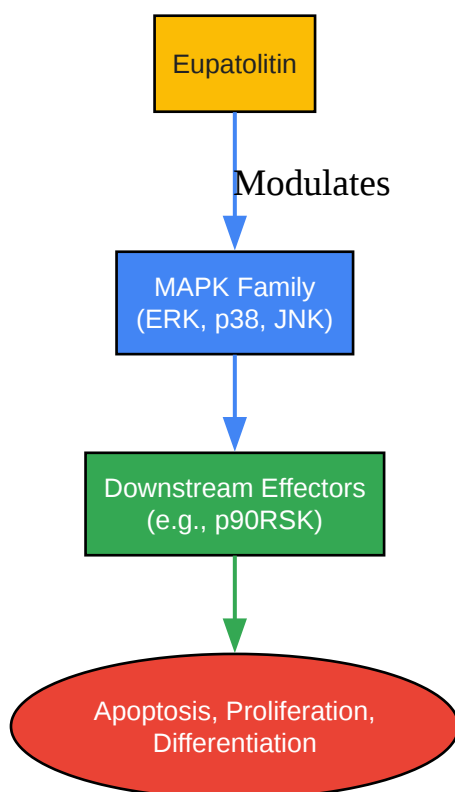 Eupatolitin
Modulates
MAPK Family
(ERK, p38, JNK)
Downstream Effectors
(e.g., p90RSK)
Apoptosis, Proliferation,
Differentiation